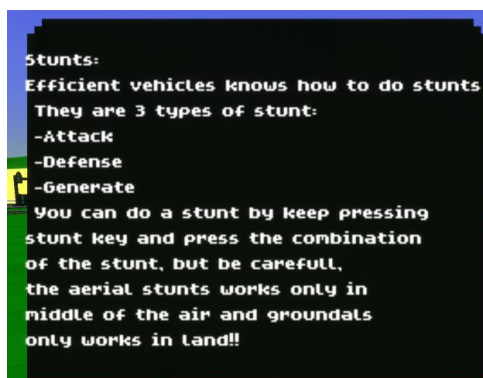 Stunts:
Efficient vehicles knows how to do stunts
They are 3 types of stunt:
-Attack
-Defense
-Generate
You can do a stunt by keep pressing
stunt key and press the combination
of the stunt, but be carefull,
the aerial stunts works only in
middle of the air and groundals
only works in land!!